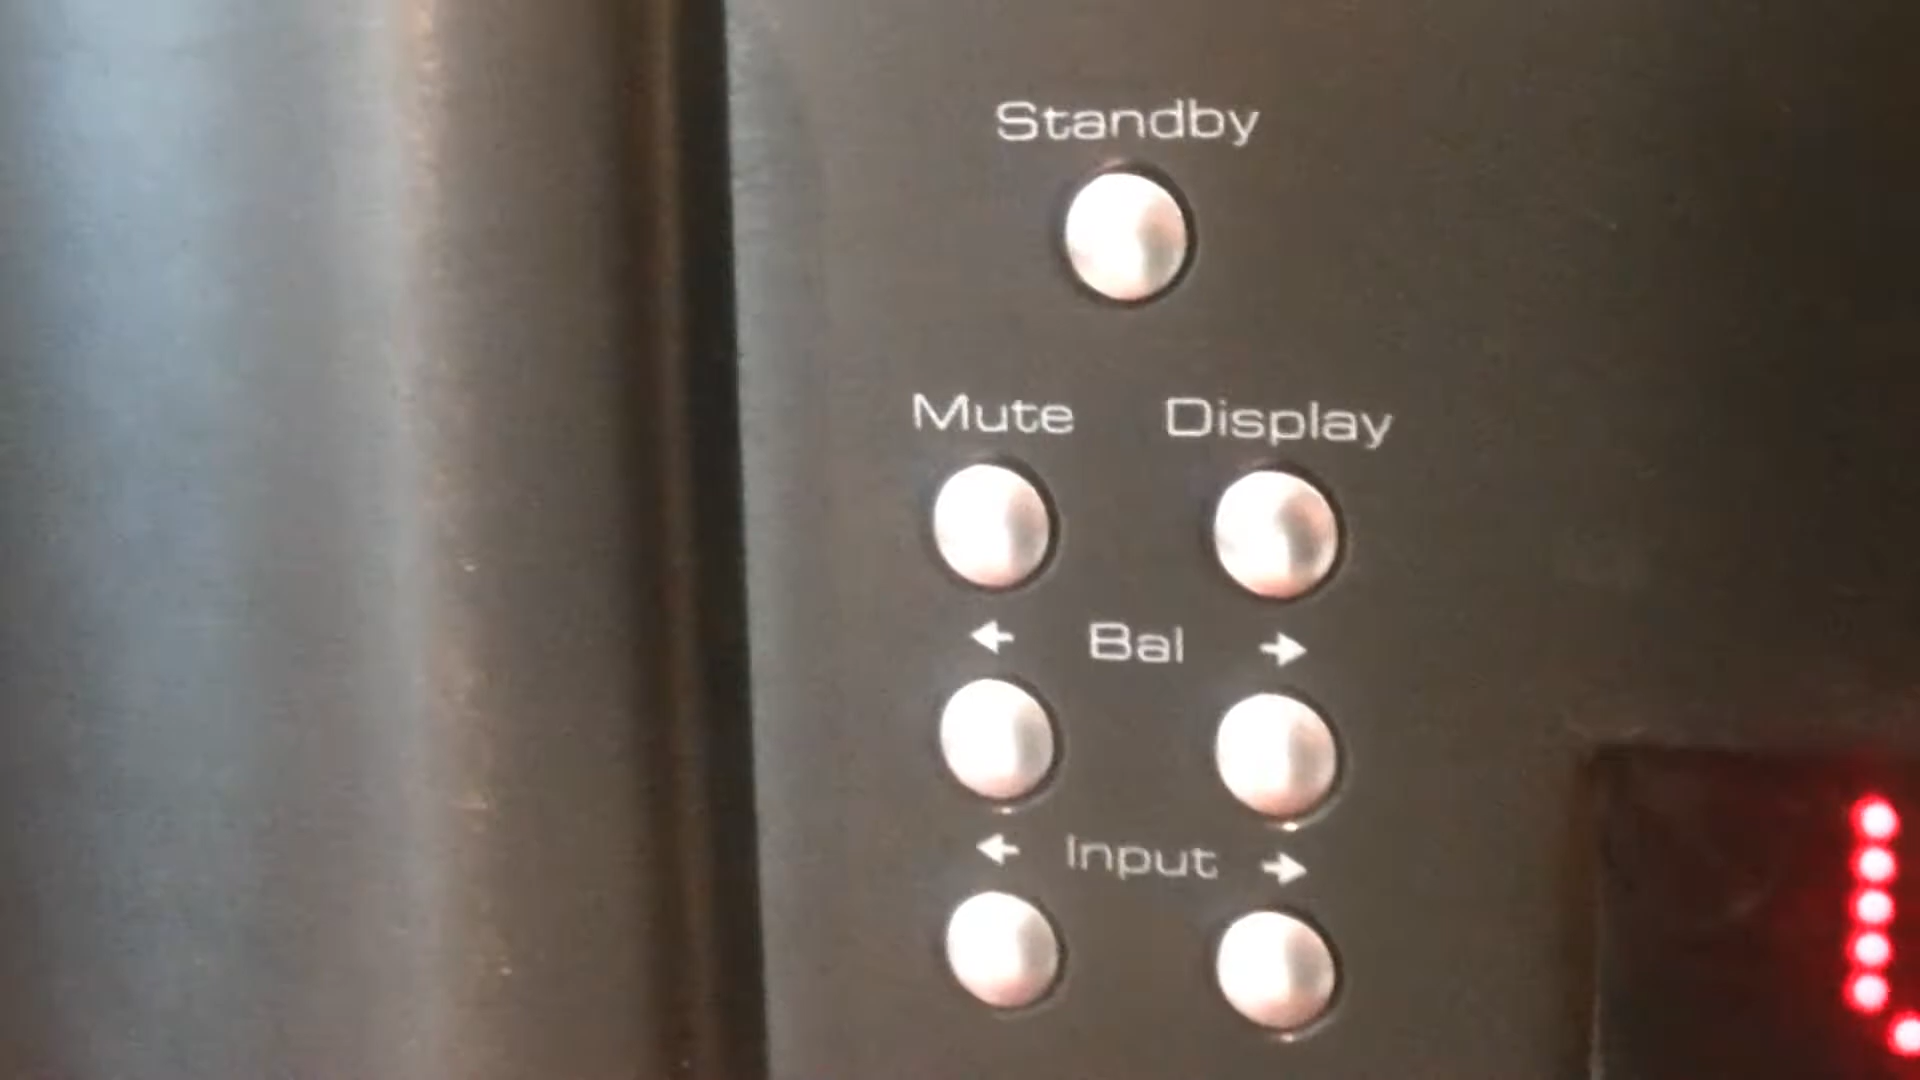 Standby
Mute Display
← Bal →
← Input →